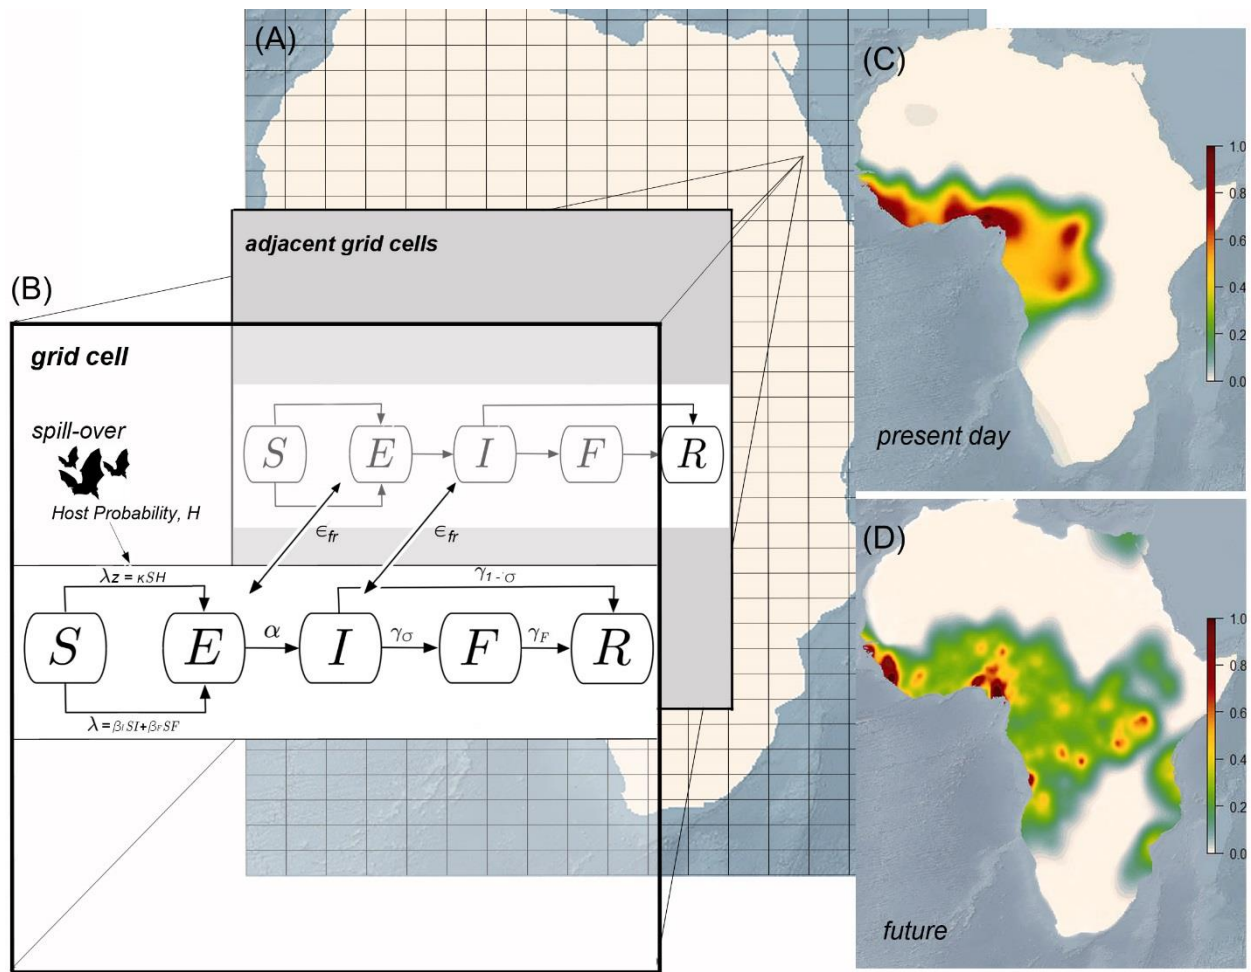 (A)
(C)
1.0
0.8
0.6
0.4
0.2
0.0
present day
adjacent grid cells
(B)
grid cell
spill-over
Host Probability, H
S E I F R
∈fr ∈fr
λz = κSH
γ1-σ
S E α I γσ F γF R
λ = βISI+βFSF
(D)
1.0
0.8
0.6
0.4
0.2
0.0
future